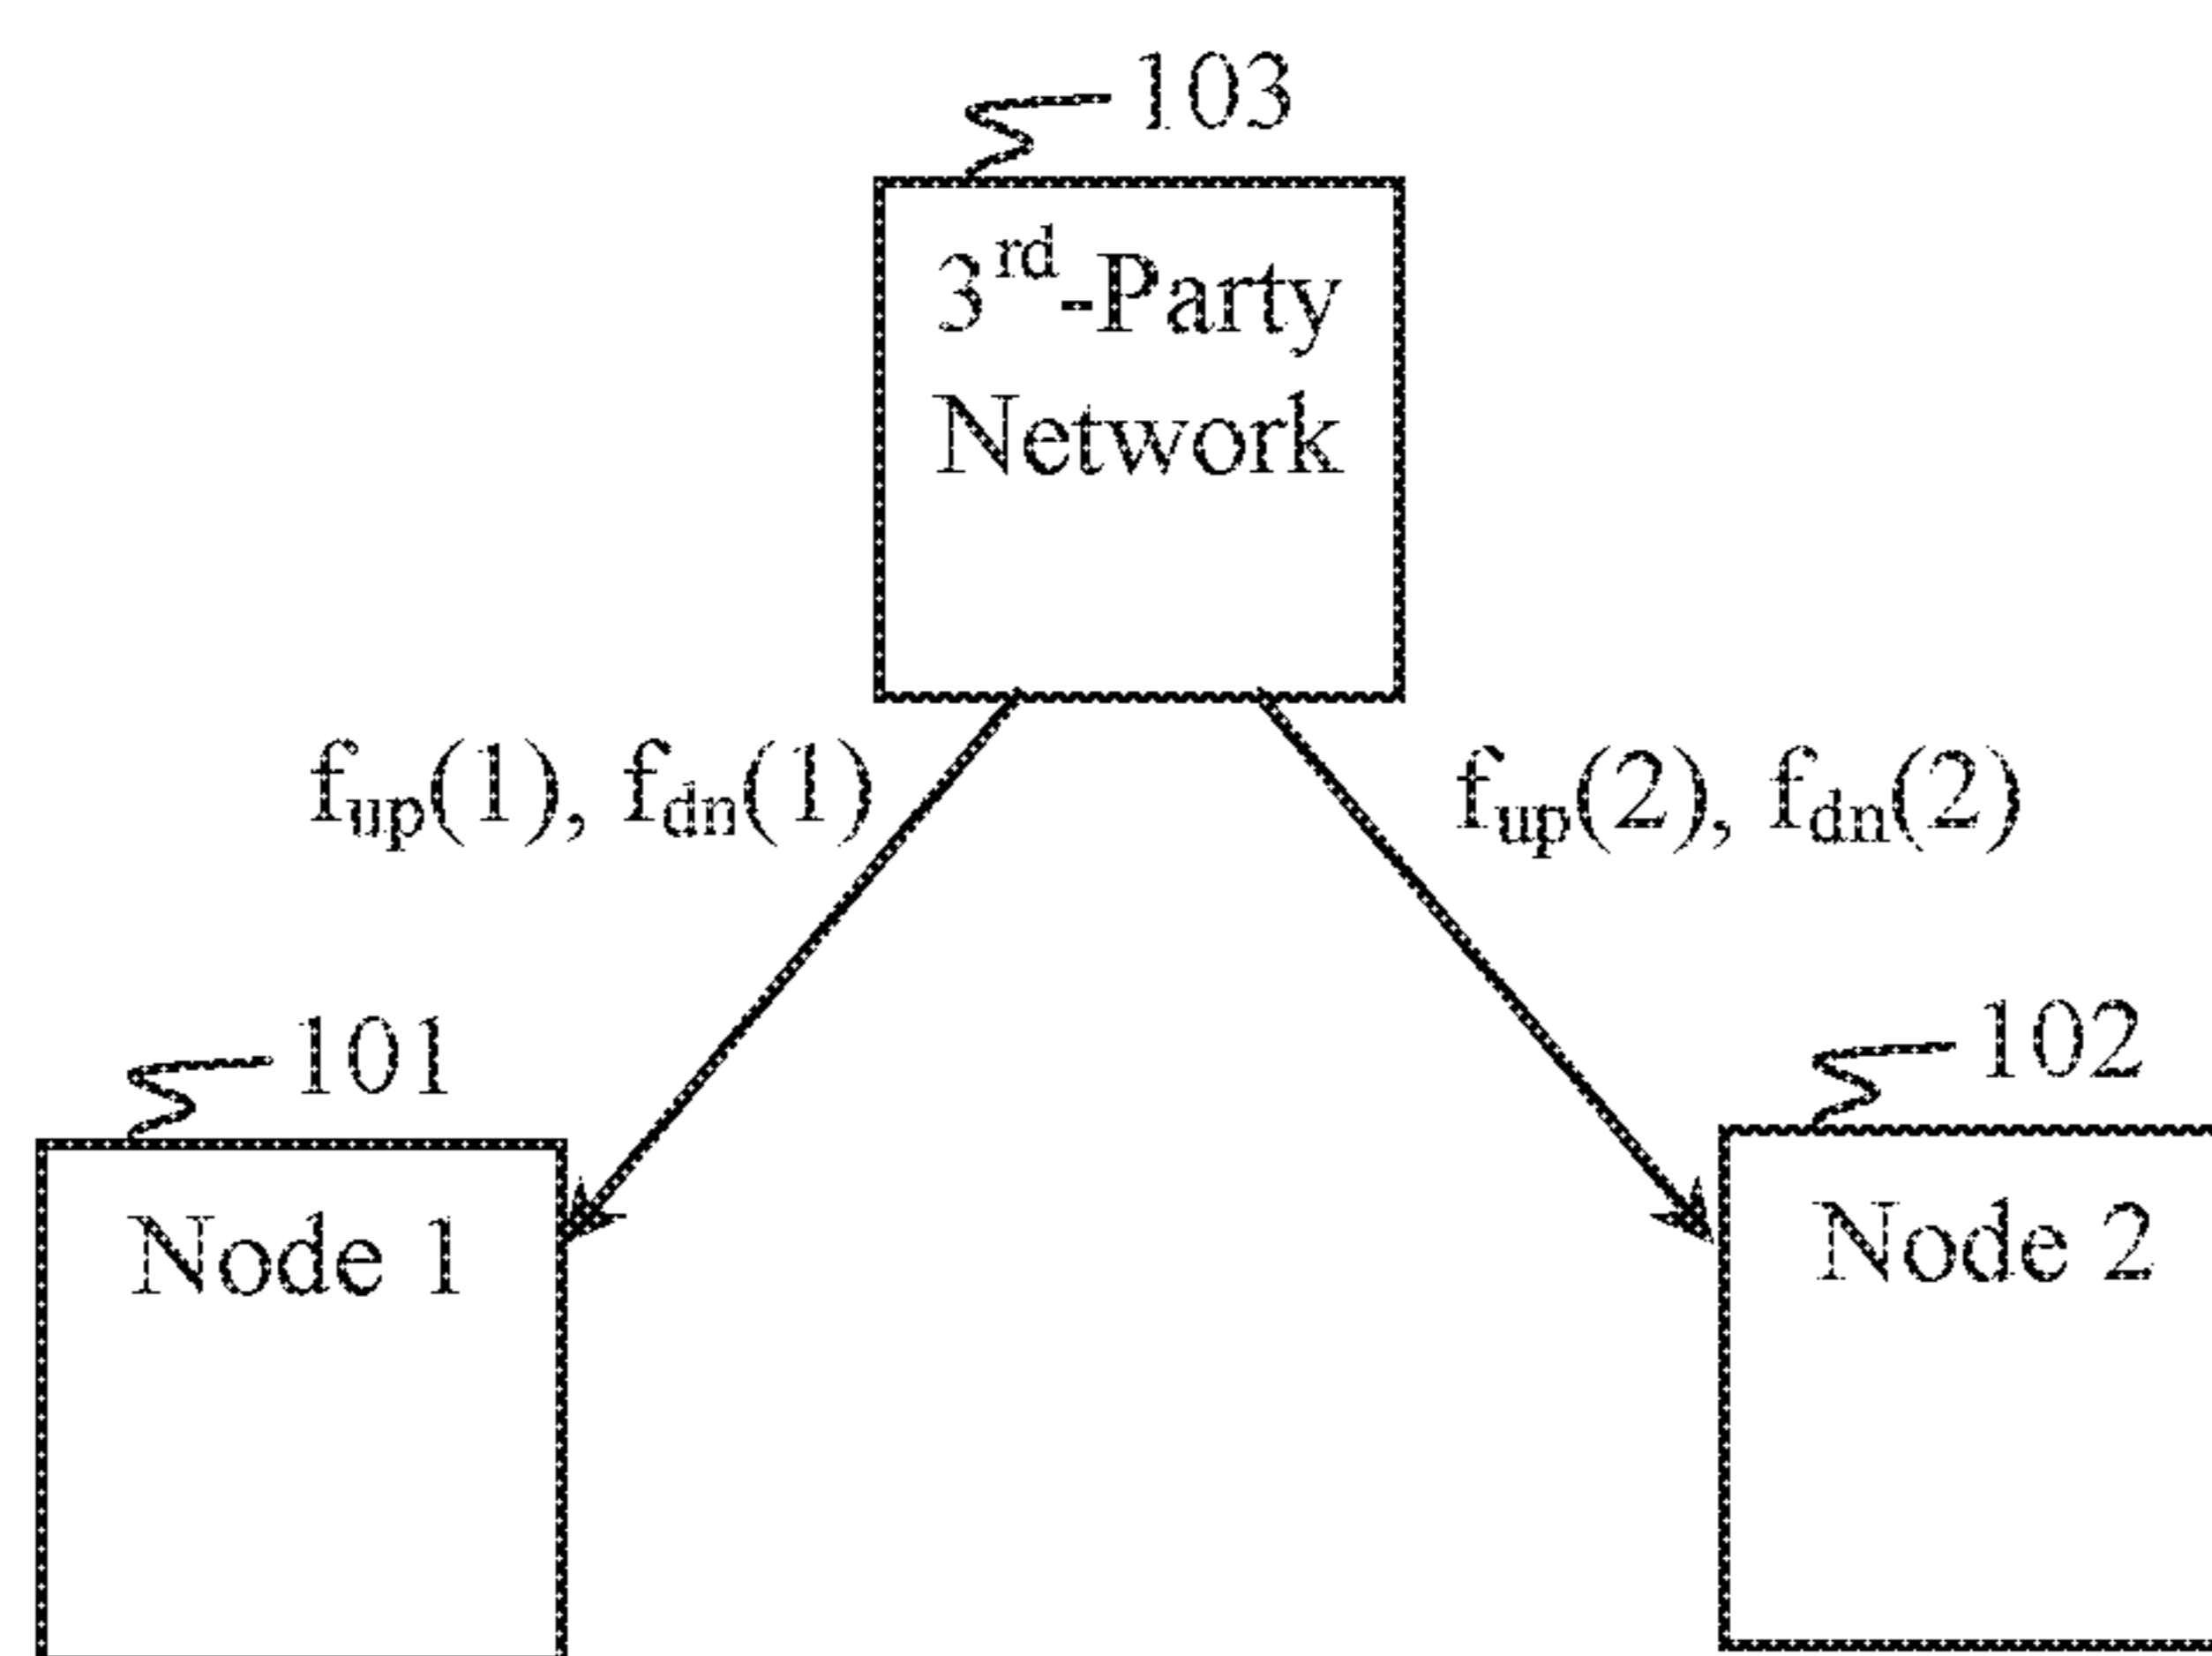 103
3rd-Party
Network
fup(1), fdn(1)
fup(2), fdn(2)
101
102
Node 1
Node 2